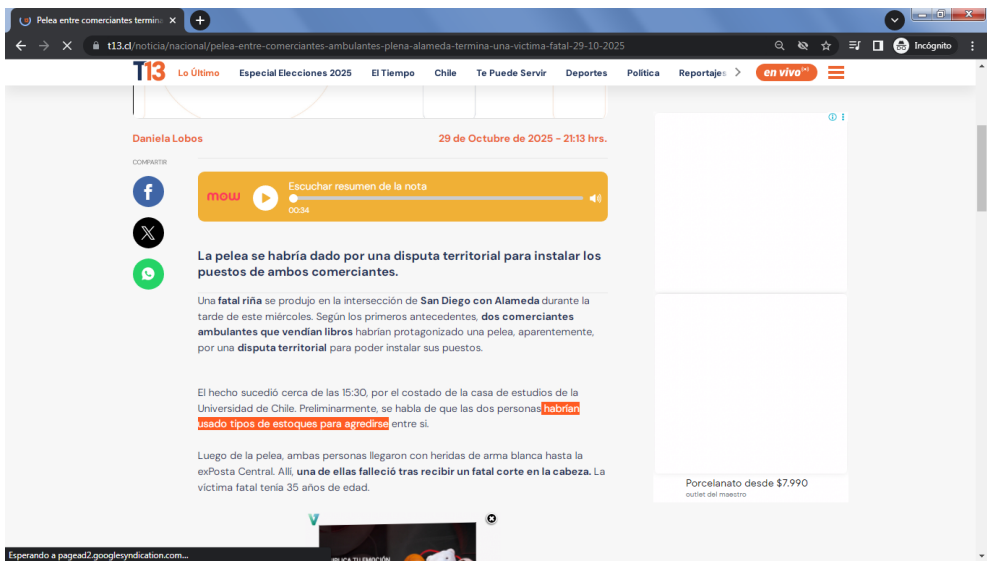 Pelea entre comerciantes termina
t13.cl/noticia/nacional/pelea-entre-comerciantes-ambulantes-plena-alameda-termina-una-victima-fatal-29-10-2025
Incógnito
T13 Lo Último Especial Elecciones 2025 El Tiempo Chile Te Puede Servir Deportes Política Reportajes en vivo
Daniela Lobos 29 de Octubre de 2025 - 21:13 hrs.
COMPARTIR
mow Escuchar resumen de la nota
00:34
La pelea se habría dado por una disputa territorial para instalar los
puestos de ambos comerciantes.
Una fatal riña se produjo en la intersección de San Diego con Alameda durante la
tarde de este miércoles. Según los primeros antecedentes, dos comerciantes
ambulantes que vendían libros habrían protagonizado una pelea, aparentemente,
por una disputa territorial para poder instalar sus puestos.
El hecho sucedió cerca de las 15:30, por el costado de la casa de estudios de la
Universidad de Chile. Preliminarmente, se habla de que las dos personas habrían
usado tipos de estoques para agredirse entre si.
Luego de la pelea, ambas personas llegaron con heridas de arma blanca hasta la
exPosta Central. Allí, una de ellas falleció tras recibir un fatal corte en la cabeza. La
víctima fatal tenía 35 años de edad.
Porcelanato desde $7.990
outlet del maestro
Esperando a pagead2.googlesyndication.com...